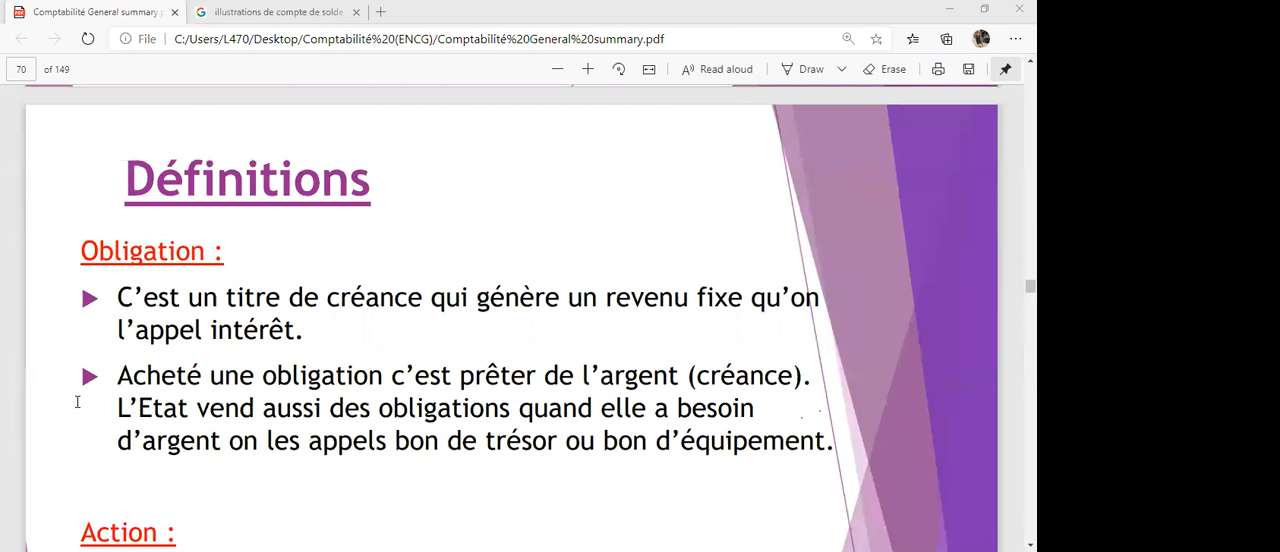 Comptabilité General summary.
illustrations de compte de solde
File
C:/Users/L470/Desktop/Comptabilité%20(ENCG)/Comptabilité%20General%20summary.pdf
70 of 149
Read aloud
Draw
Erase
Définitions
Obligation :
C’est un titre de créance qui génère un revenu fixe qu’on
l’appel intérêt.
Acheté une obligation c’est prêter de l’argent (créance).
L’Etat vend aussi des obligations quand elle a besoin
d’argent on les appels bon de trésor ou bon d’équipement.
Action :